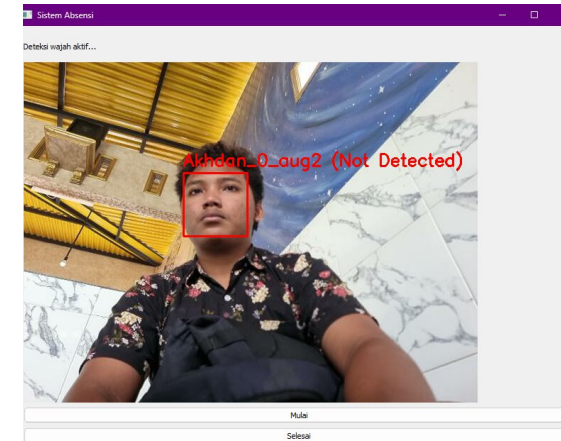 Sistem Absensi
Deteksi wajah aktif...
Akhdan_0_aug2 (Not Detected)
Mulai
Selesai